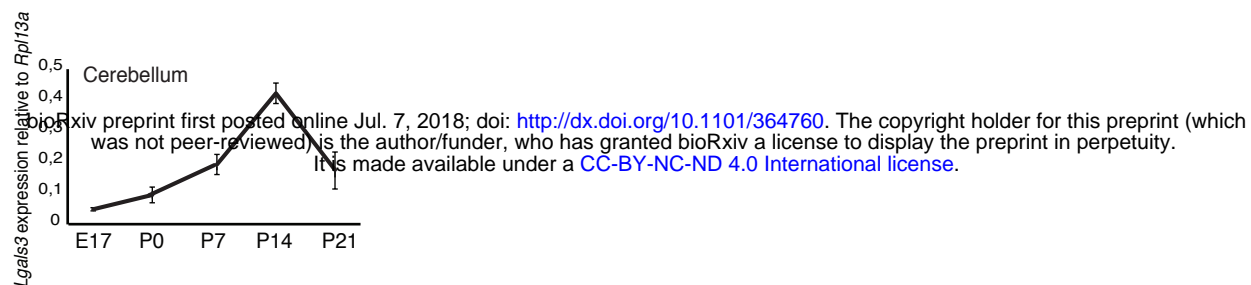 Lgals3 expression relative to Rpl13a
Cerebellum
0,5
0,4
0,3
0,2
0,1
0
E17 P0 P7 P14 P21
bioRxiv preprint first posted online Jul. 7, 2018; doi: http://dx.doi.org/10.1101/364760. The copyright holder for this preprint (which
was not peer-reviewed) is the author/funder, who has granted bioRxiv a license to display the preprint in perpetuity.
It is made available under a CC-BY-NC-ND 4.0 International license.